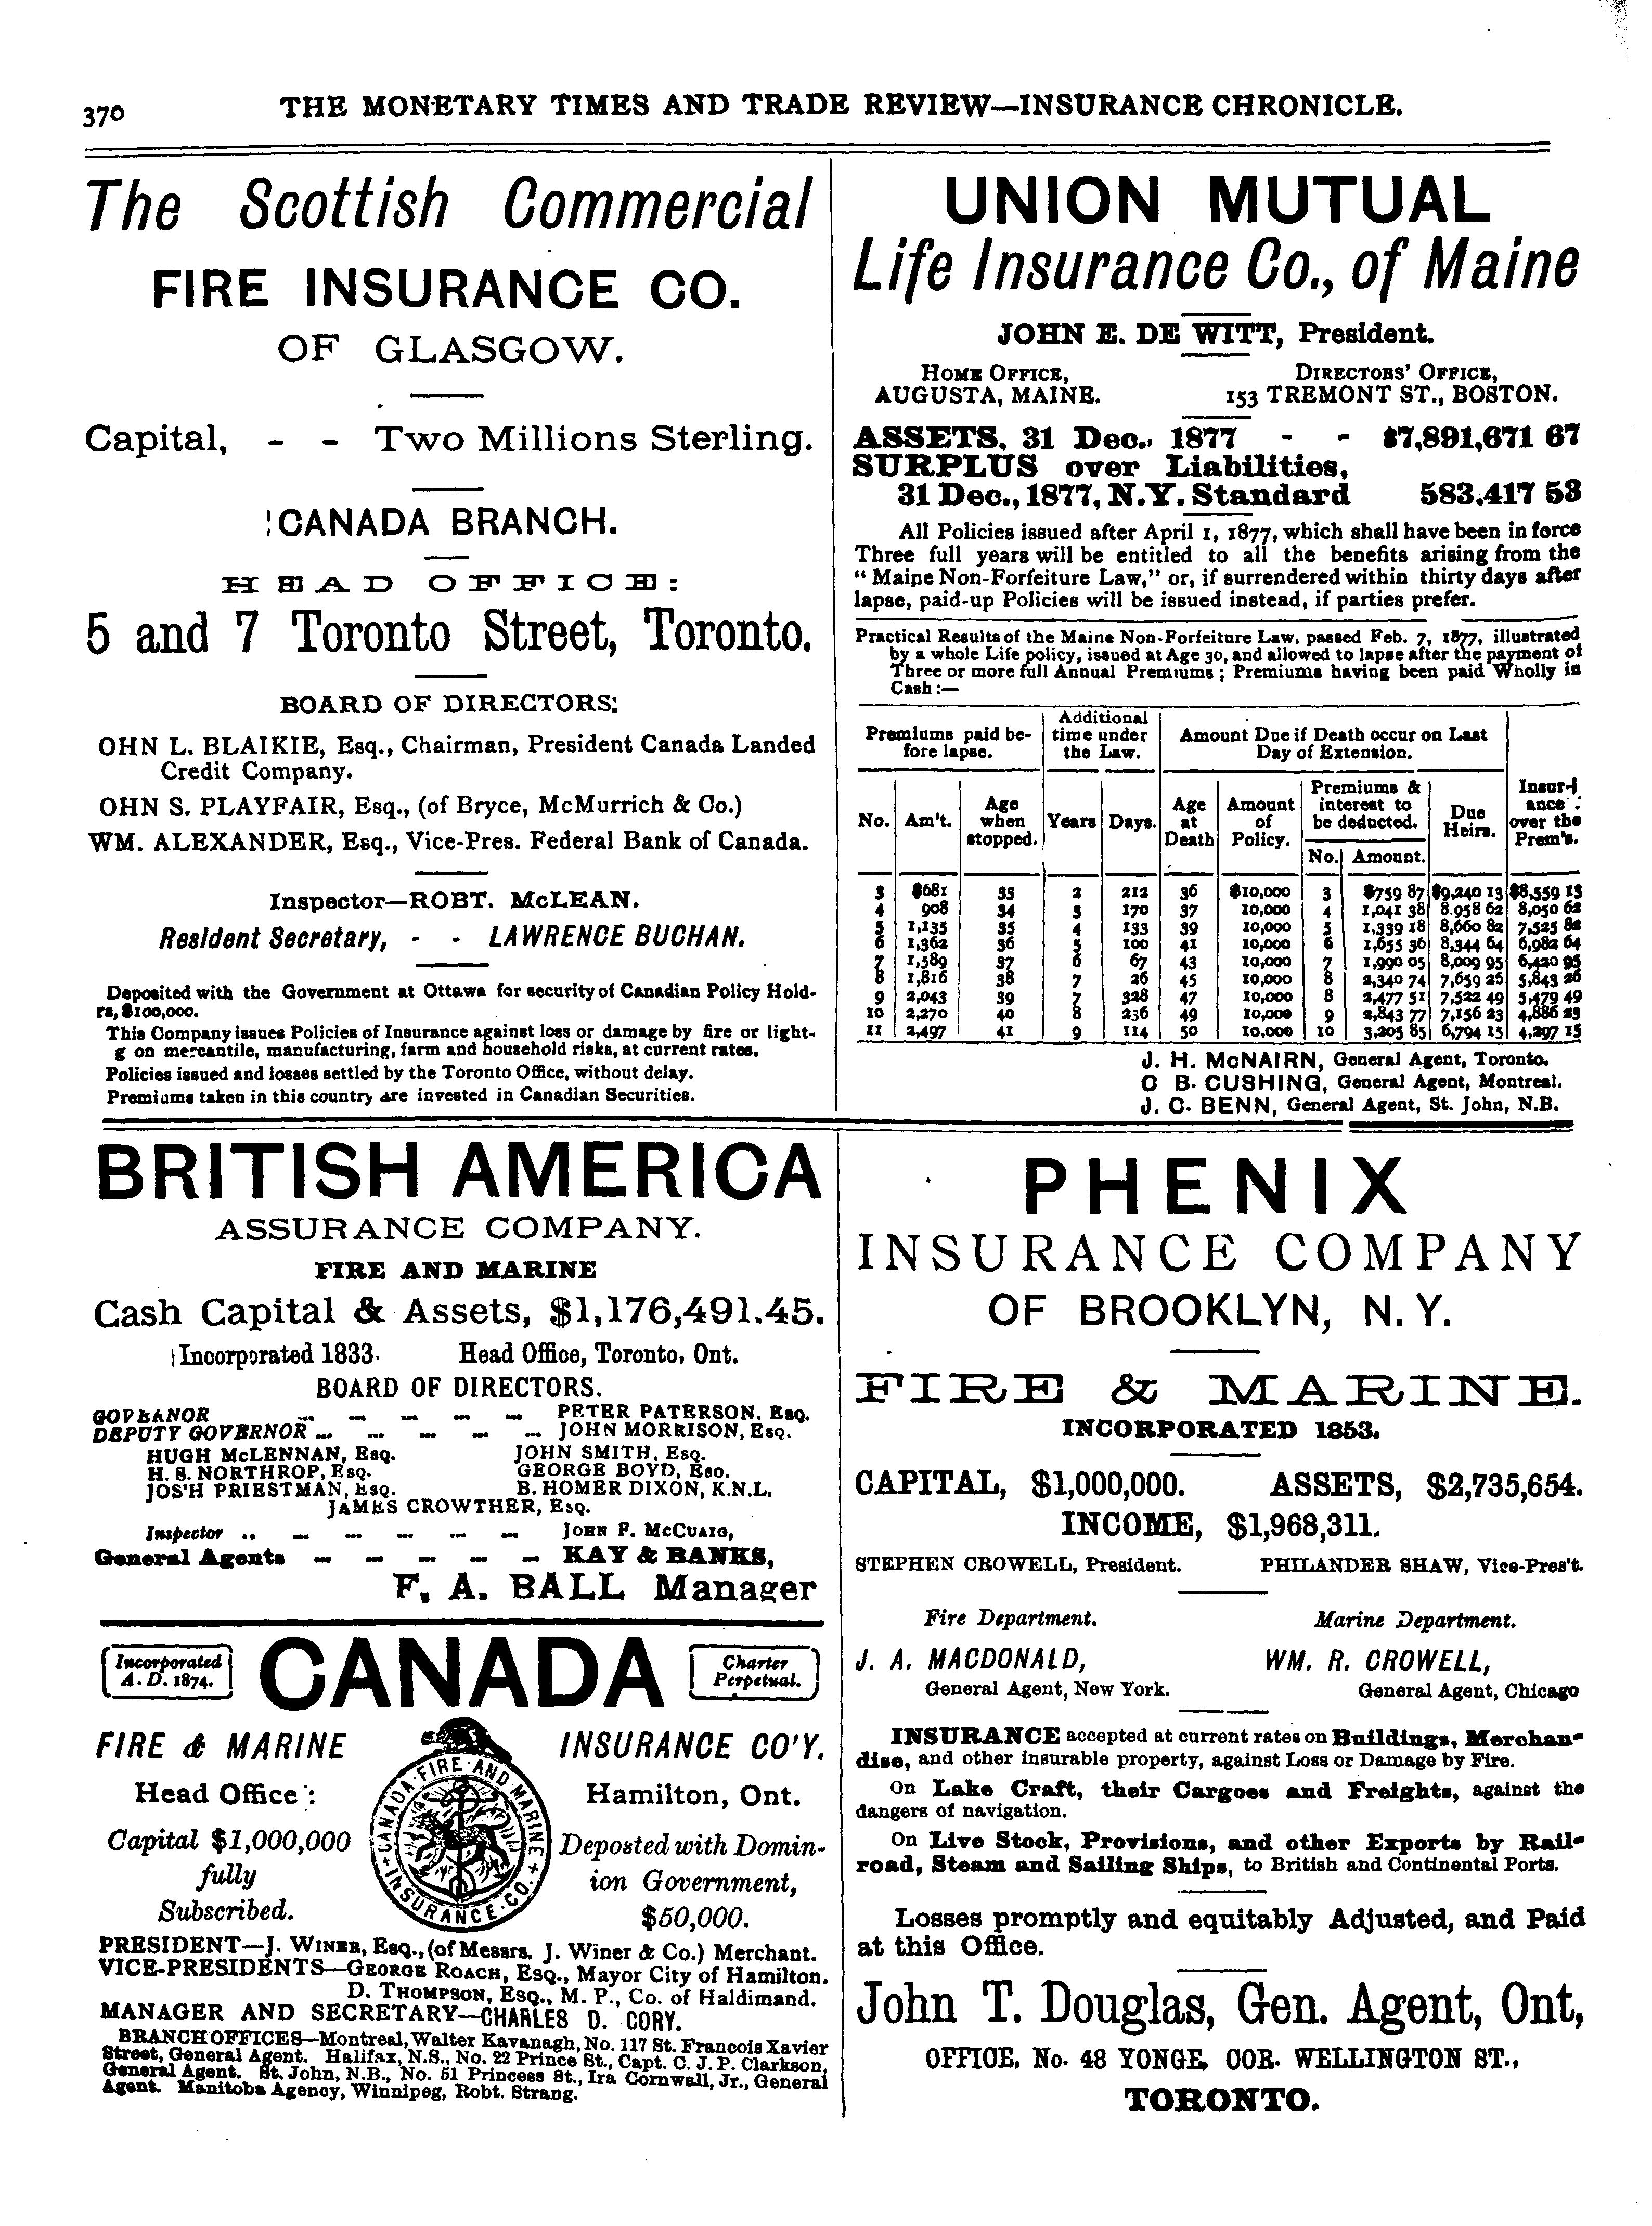 370 THE MONETARY TIMES AND TRADE REVIEW—INSURANCE CHRONICLE.
The Scottish Commercial
FIRE INSURANCE CO.
OF GLASGOW.
Capital, - - Two Millions Sterling.
CANADA BRANCH.
HEAD OFFICE:
5 and 7 Toronto Street, Toronto.
BOARD OF DIRECTORS:
OHN L. BLAIKIE, Esq., Chairman, President Canada Landed
Credit Company.
OHN S. PLAYFAIR, Esq., (of Bryce, McMurrich & Co.)
WM. ALEXANDER, Esq., Vice-Pres. Federal Bank of Canada.
Inspector—ROBT. McLEAN.
Resident Secretary, - - LAWRENCE BUCHAN.
Deposited with the Government at Ottawa for security of Canadian Policy Hold-
rs, $100,000.
This Company issues Policies of Insurance against loss or damage by fire or light-
g on mercantile, manufacturing, farm and household risks, at current rates.
Policies issued and losses settled by the Toronto Office, without delay.
Premiums taken in this country are invested in Canadian Securities.
UNION MUTUAL
Life Insurance Co., of Maine
JOHN E. DE WITT, President.
HOME OFFICE, DIRECTORS' OFFICE,
AUGUSTA, MAINE. 153 TREMONT ST., BOSTON.
ASSETS, 31 Dec., 1877 - - $7,891,671 67
SURPLUS over Liabilities,
31 Dec., 1877, N.Y. Standard 583,417 53
All Policies issued after April 1, 1877, which shall have been in force
Three full years will be entitled to all the benefits arising from the
"Maine Non-Forfeiture Law," or, if surrendered within thirty days after
lapse, paid-up Policies will be issued instead, if parties prefer.
Practical Results of the Maine Non-Forfeiture Law, passed Feb. 7, 1877, illustrated
by a whole Life policy, issued at Age 30, and allowed to lapse after the payment of
Three or more full Annual Premiums; Premiums having been paid Wholly in
Cash:—
Premiums paid be-
fore lapse.
Additional
time under
the Law.
Amount Due if Death occur on Last
Day of Extension.
No.
Am't.
Age
when
stopped.
Years
Days.
Age
at
Death
Amount
of
Policy.
Premiums &
interest to
be deducted.
No. Amount.
Due
Heirs.
Insur-
ance
over the
Prem's.
3 $681 33 2 212 36 $10,000 3 $759 87 $9,240 13 $8,559 13
4 908 34 3 170 37 10,000 4 1,041 38 8.958 62 8,050 62
5 1,135 35 4 133 39 10,000 5 1,339 18 8,660 82 7,525 82
6 1,362 36 5 100 41 10,000 6 1,655 36 8,344 64 6,982 64
7 1,589 37 6 67 43 10,000 7 1,990 05 8,009 95 6,420 95
8 1,816 38 7 26 45 10,000 8 2,340 74 7,659 26 5,843 26
9 2,043 39 7 328 47 10,000 8 2,477 51 7,522 49 5,479 49
10 2,270 40 8 236 49 10,000 9 2,843 77 7,156 23 4,886 23
11 2,497 41 9 114 50 10,000 10 3,205 85 6,794 15 4,297 15
J. H. McNAIRN, General Agent, Toronto.
C B. CUSHING, General Agent, Montreal.
J. C. BENN, General Agent, St. John, N.B.
BRITISH AMERICA
ASSURANCE COMPANY.
FIRE AND MARINE
Cash Capital & Assets, $1,176,491.45.
Incorporated 1833. Head Office, Toronto, Ont.
BOARD OF DIRECTORS.
GOVERNOR ... — — — ... PETER PATERSON, Esq.
DEPUTY GOVERNOR ... ... — ... ... JOHN MORRISON, Esq.
HUGH McLENNAN, Esq. JOHN SMITH, Esq.
H. S. NORTHROP, Esq. GEORGE BOYD, Esq.
JOS'H PRIESTMAN, Esq. B. HOMER DIXON, K.N.L.
JAMES CROWTHER, Esq.
Inspector .. — ... ... ... — JOHN F. McCUAIG,
General Agents — — — — — KAY & BANKS,
F. A. BALL Manager
Incorporated
A. D. 1874.
CANADA
Charter
Perpetual.
FIRE & MARINE INSURANCE CO'Y.
Head Office: Hamilton, Ont.
Capital $1,000,000
fully
Subscribed.
CANADA·FIRE·AND·MARINE
INSURANCE·CO.
Deposted with Domin-
ion Government,
$50,000.
PRESIDENT—J. WINER, Esq., (of Messrs. J. Winer & Co.) Merchant.
VICE-PRESIDENTS—GEORGE ROACH, Esq., Mayor City of Hamilton.
D. THOMPSON, Esq., M. P., Co. of Haldimand.
MANAGER AND SECRETARY—CHARLES D. CORY.
BRANCH OFFICES—Montreal, Walter Kavanagh, No. 117 St. Francois Xavier
Street, General Agent. Halifax, N.S., No. 22 Prince St., Capt. C. J. P. Clarkson,
General Agent. St. John, N.B., No. 51 Princess St., Ira Cornwall, Jr., General
Agent. Manitoba Agency, Winnipeg, Robt. Strang.
PHENIX
INSURANCE COMPANY
OF BROOKLYN, N. Y.
FIRE & MARINE.
INCORPORATED 1853.
CAPITAL, $1,000,000. ASSETS, $2,735,654.
INCOME, $1,968,311.
STEPHEN CROWELL, President. PHILANDER SHAW, Vice-Pres't.
Fire Department. Marine Department.
J. A. MACDONALD, WM. R. CROWELL,
General Agent, New York. General Agent, Chicago
INSURANCE accepted at current rates on Buildings, Merchan-
dise, and other insurable property, against Loss or Damage by Fire.
On Lake Craft, their Cargoes and Freights, against the
dangers of navigation.
On Live Stock, Provisions, and other Exports by Rail-
road, Steam and Sailing Ships, to British and Continental Ports.
Losses promptly and equitably Adjusted, and Paid
at this Office.
John T. Douglas, Gen. Agent, Ont,
OFFICE, No. 48 YONGE, COR. WELLINGTON ST.,
TORONTO.